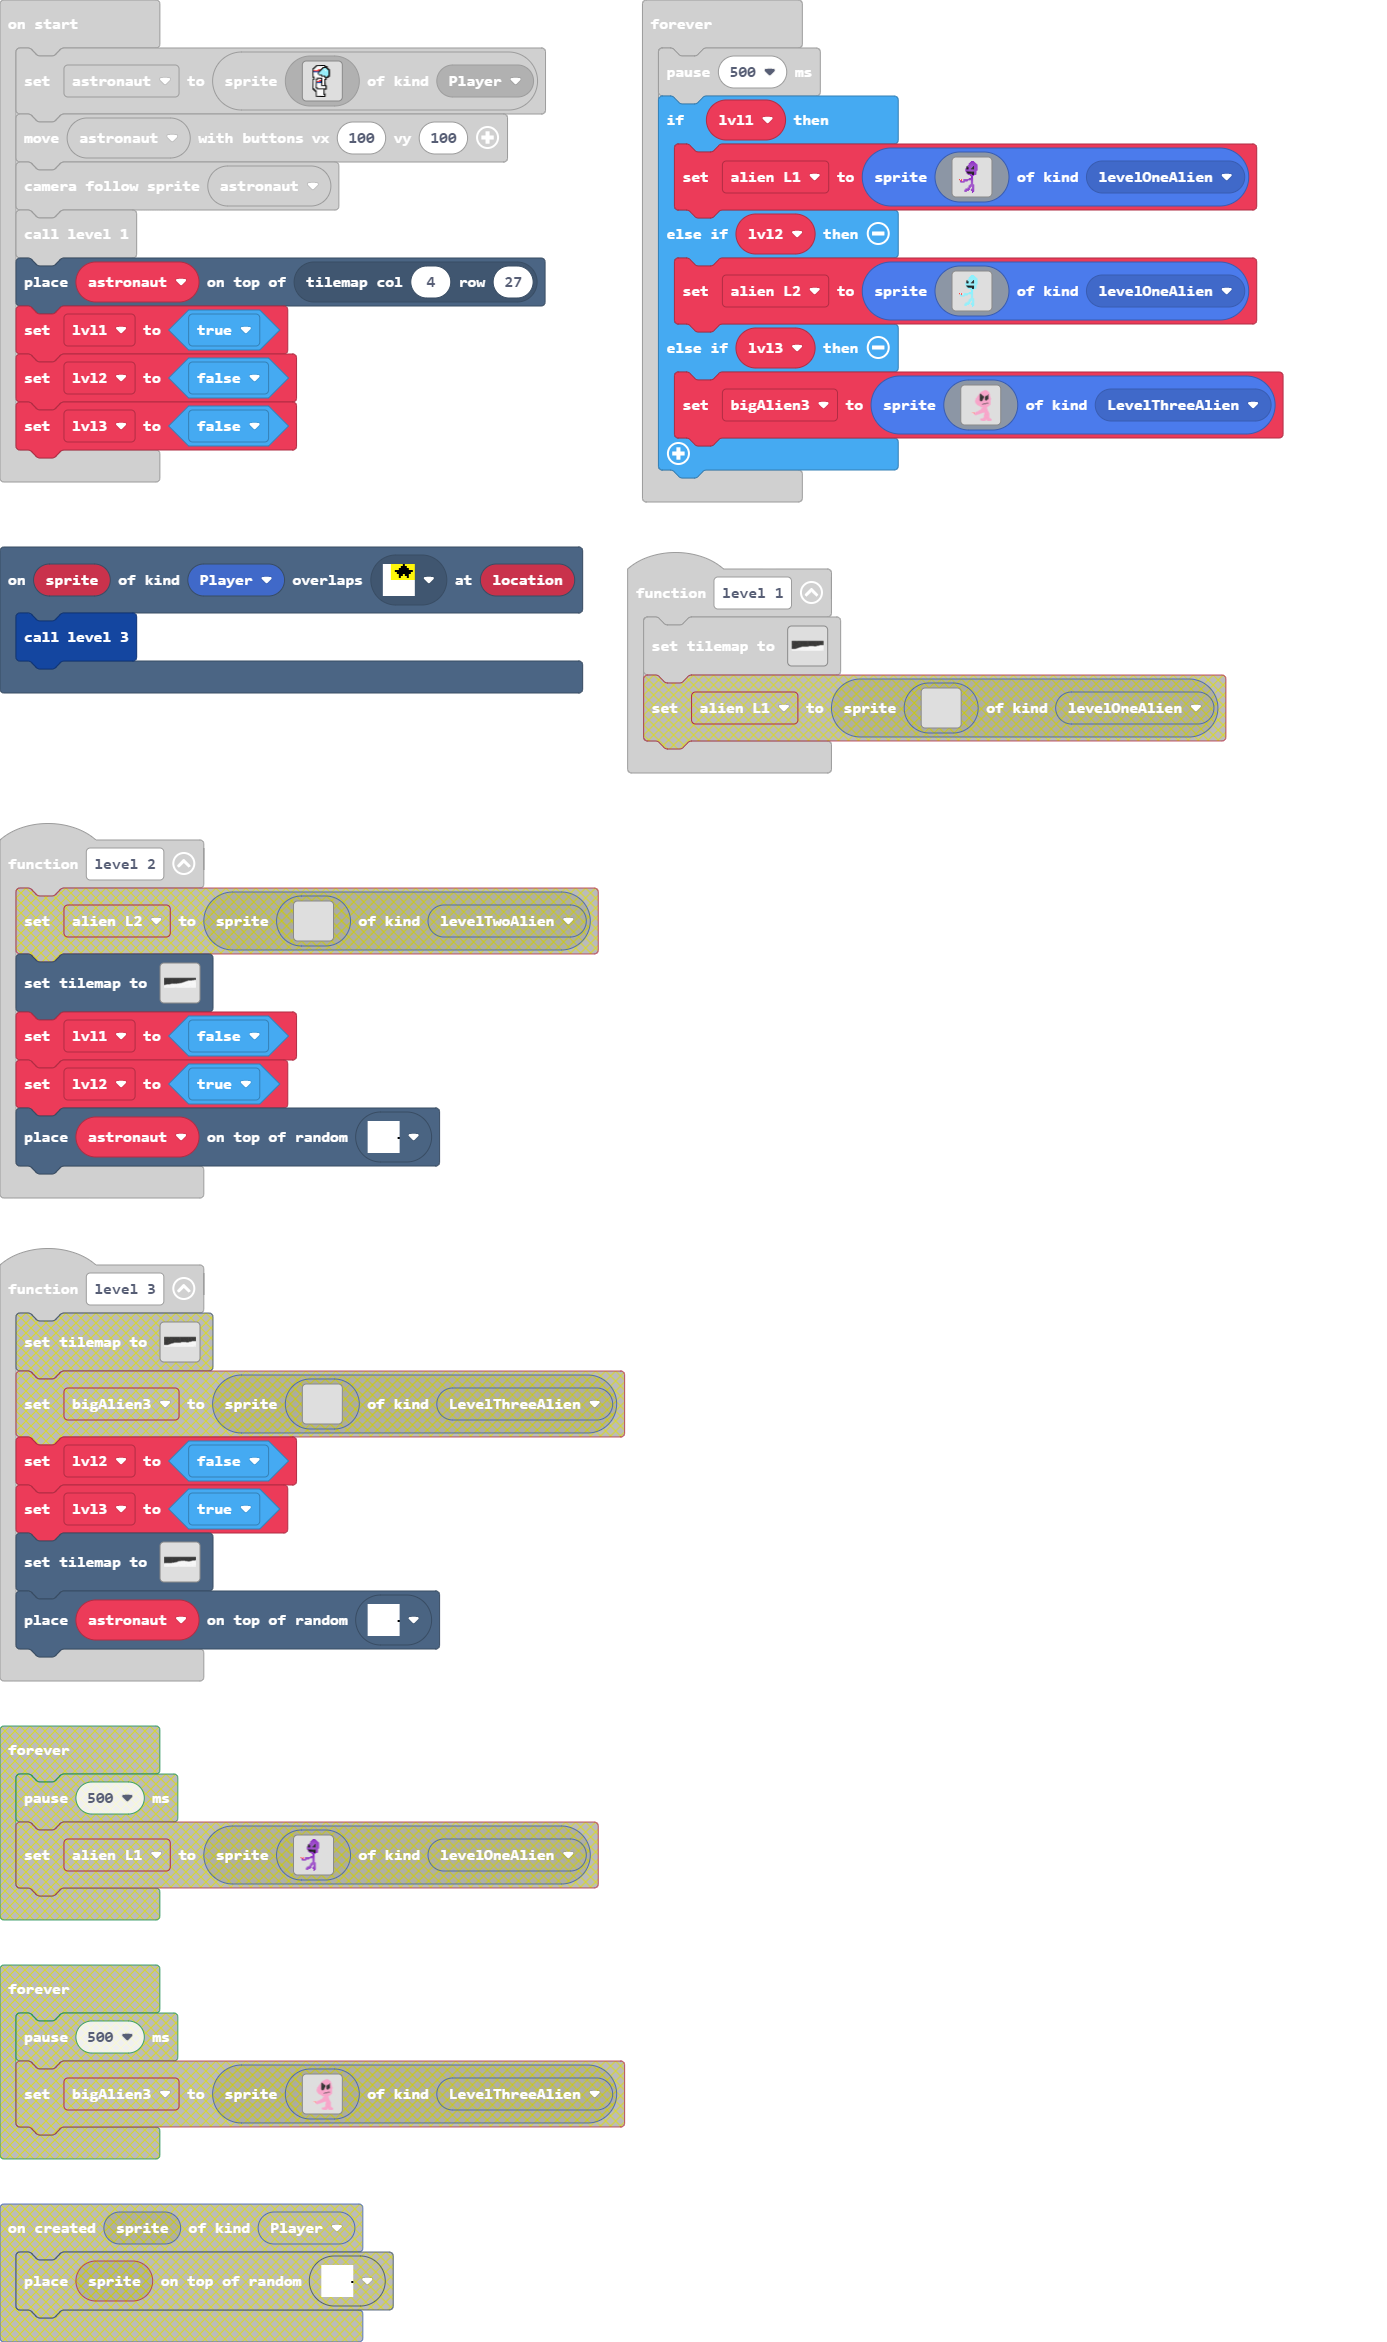 on start
set astronaut to sprite of kind Player
move astronaut with buttons vx 100 vy 100
camera follow sprite astronaut
call level 1
place astronaut on top of tilemap col 4 row 27
set lvl1 to true
set lvl2 to false
set lvl3 to false
forever
pause 500 ms
if lvl1 then
set alien L1 to sprite of kind levelOneAlien
else if lvl2 then
set alien L2 to sprite of kind levelOneAlien
else if lvl3 then
set bigAlien3 to sprite of kind LevelThreeAlien
on sprite of kind Player overlaps at location
call level 3
function level 1
set tilemap to
set alien L1 to sprite of kind levelOneAlien
function level 2
set alien L2 to sprite of kind levelTwoAlien
set tilemap to
set lvl1 to false
set lvl2 to true
place astronaut on top of random
function level 3
set tilemap to
set bigAlien3 to sprite of kind LevelThreeAlien
set lvl2 to false
set lvl3 to true
set tilemap to
place astronaut on top of random
forever
pause 500 ms
set alien L1 to sprite of kind levelOneAlien
forever
pause 500 ms
set bigAlien3 to sprite of kind LevelThreeAlien
on created sprite of kind Player
place sprite on top of random